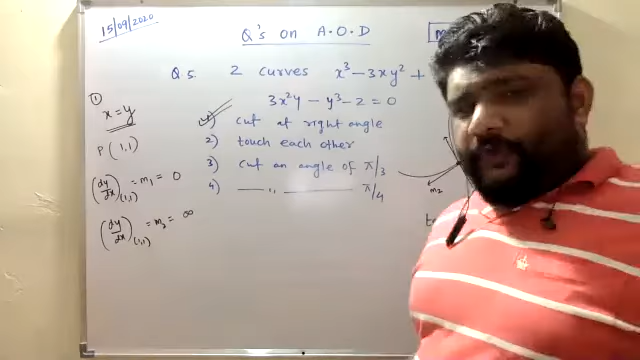 15/09/2020
Q's on A.O.D
m
Q.5. 2 curves x³ - 3xy² +
3x²y - y³ - 2 = 0
1) cut at right angle
2) touch each other
3) cut an angle of π/3
4) —— ,, ———— π/4
①
x = y
P(1,1)
(dy/dx)(1,1) = m₁ = 0
(dy/dx)(1,1) = m₂ = ∞
m₂